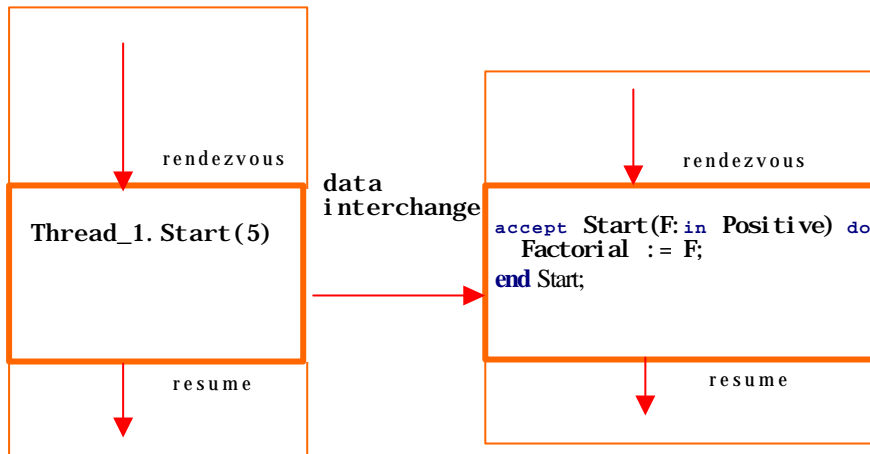 rendezvous
Thread_1.Start(5)
resume
data
interchange
rendezvous
accept Start(F:in Positive) do
Factorial := F;
end Start;
resume